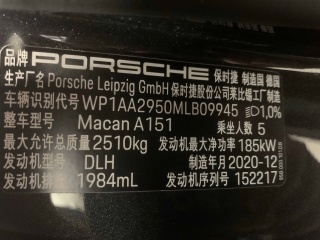 品牌 PORSCHE 保时捷 制造国 德国
生产厂名 Porsche Leipzig GmbH 保时捷股份公司莱比锡工厂制造
车辆识别代号 WP1AA2950MLB09945 1,0%
整车型号 Macan A151 乘坐人数 5
最大允许总质量 2510kg 发动机最大净功率 185kW
发动机型号 DLH 制造年月 2020-12
发动机排量 1984mL 发动机序列号 152217